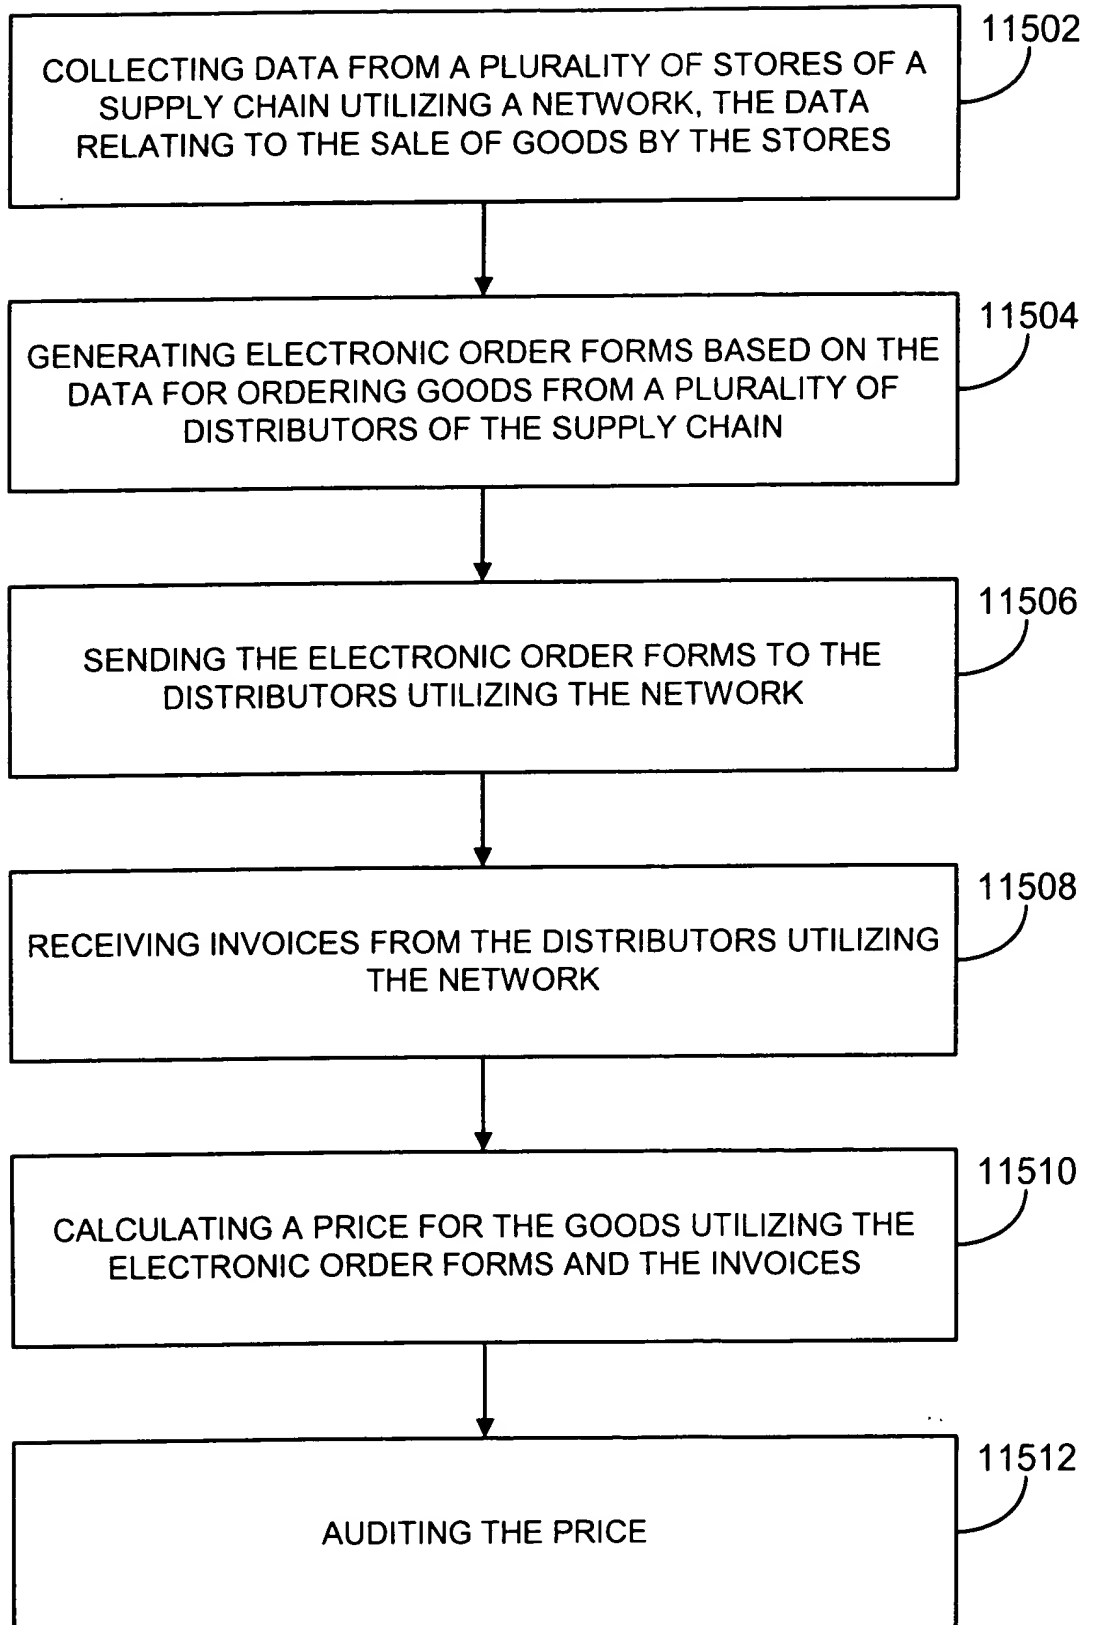 11502
COLLECTING DATA FROM A PLURALITY OF STORES OF A
SUPPLY CHAIN UTILIZING A NETWORK, THE DATA
RELATING TO THE SALE OF GOODS BY THE STORES
11504
GENERATING ELECTRONIC ORDER FORMS BASED ON THE
DATA FOR ORDERING GOODS FROM A PLURALITY OF
DISTRIBUTORS OF THE SUPPLY CHAIN
11506
SENDING THE ELECTRONIC ORDER FORMS TO THE
DISTRIBUTORS UTILIZING THE NETWORK
11508
RECEIVING INVOICES FROM THE DISTRIBUTORS UTILIZING
THE NETWORK
11510
CALCULATING A PRICE FOR THE GOODS UTILIZING THE
ELECTRONIC ORDER FORMS AND THE INVOICES
11512
AUDITING THE PRICE